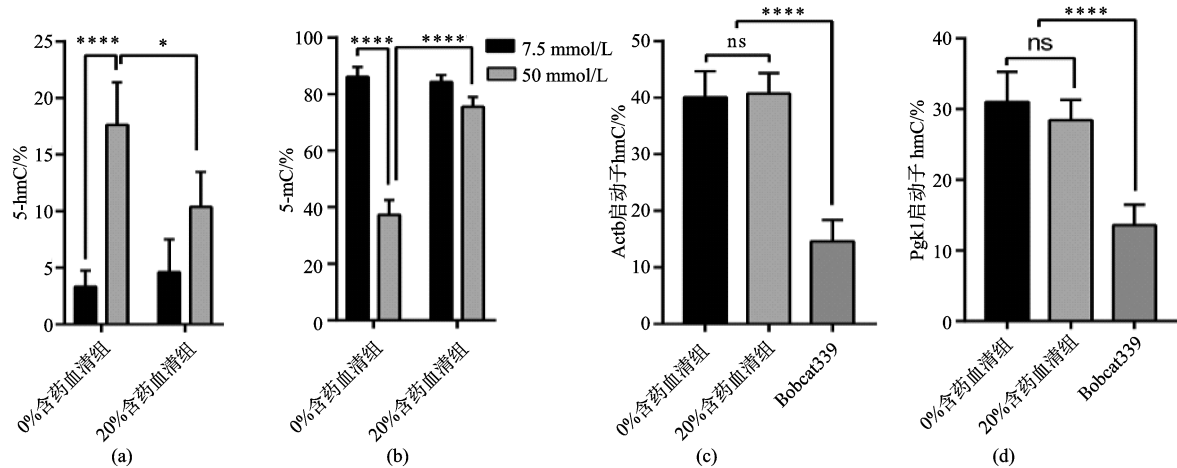 25
20
15
10
5
0
5-hmC/%
**** *
0%含药血清组
20%含药血清组
(a)
100
80
60
40
20
0
5-mC/%
**** ****
7.5 mmol/L
50 mmol/L
0%含药血清组
20%含药血清组
(b)
50
40
30
20
10
0
Actb启动子hmC/%
****
ns
0%含药血清组
20%含药血清组
Bobcat339
(c)
40
30
20
10
0
Pgk1启动子 hmC/%
****
ns
0%含药血清组
20%含药血清组
Bobcat339
(d)